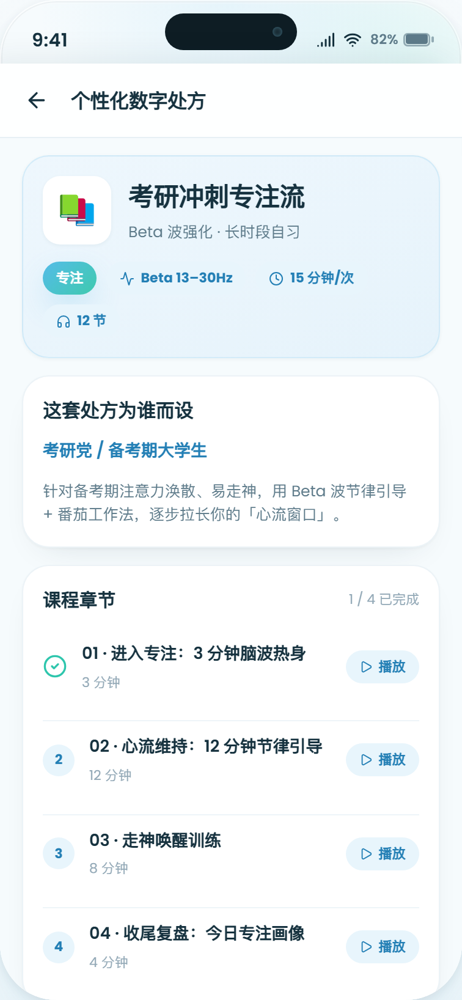 9:41
82%
个性化数字处方
考研冲刺专注流
Beta 波强化 · 长时段自习
专注
Beta 13–30Hz
15 分钟/次
12 节
这套处方为谁而设
考研党 / 备考期大学生
针对备考期注意力涣散、易走神，用 Beta 波节律引导
+ 番茄工作法，逐步拉长你的「心流窗口」。
课程章节
1 / 4 已完成
01 · 进入专注：3 分钟脑波热身
3 分钟
播放
2
02 · 心流维持：12 分钟节律引导
12 分钟
播放
3
03 · 走神唤醒训练
8 分钟
播放
4
04 · 收尾复盘：今日专注画像
4 分钟
播放